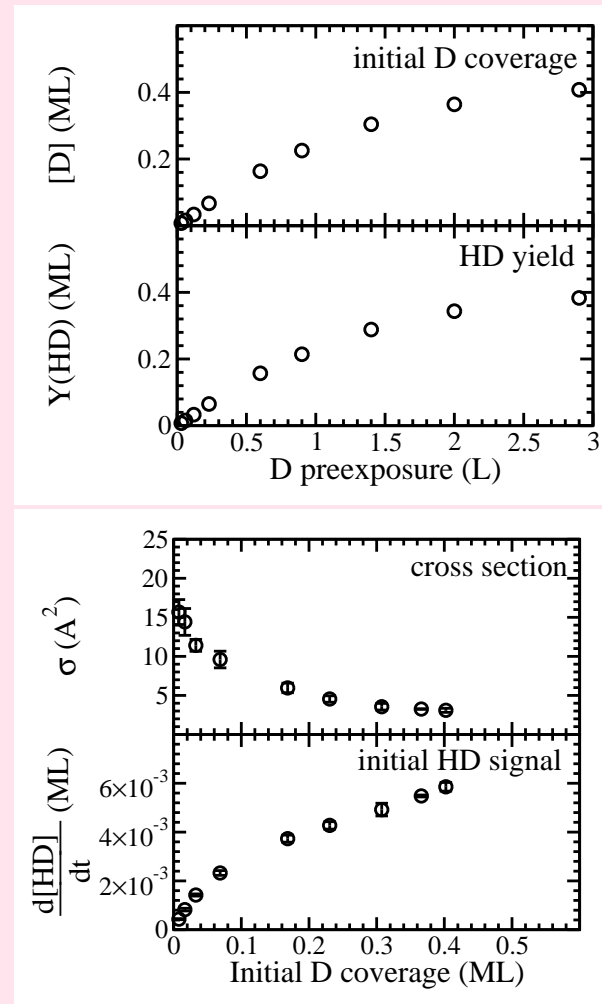 initial D coverage
[D] (ML)
0.4
0.2
HD yield
Y(HD) (ML)
0.4
0.2
0
0 0.5 1 1.5 2 2.5 3
D preexposure (L)
25
20
15
10
5
cross section
σ (A²)
initial HD signal
d[HD]
dt
(ML)
6×10⁻³
4×10⁻³
2×10⁻³
0
0 0.1 0.2 0.3 0.4 0.5
Initial D coverage (ML)